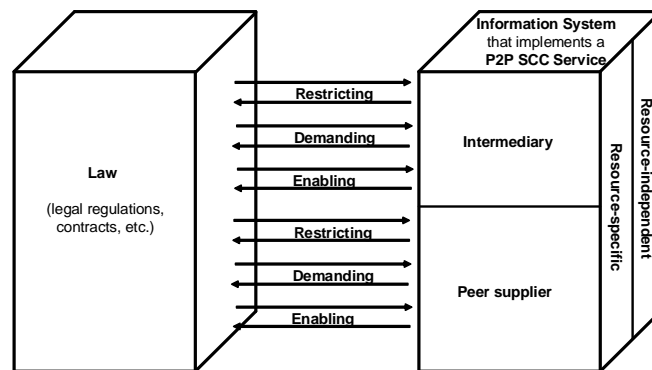 Information System
that implements a
P2P SCC Service
Law
(legal regulations,
contracts, etc.)
Restricting
Demanding
Enabling
Restricting
Demanding
Enabling
Intermediary
Peer supplier
Resource-specific
Resource-independent